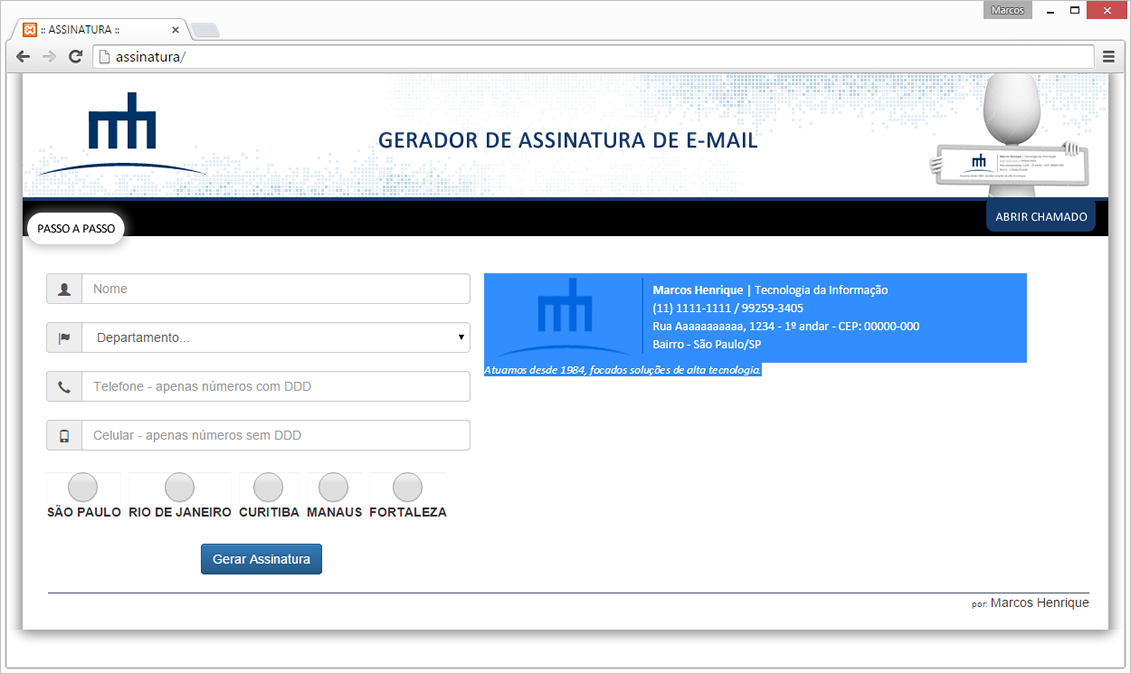 Marcos
:: ASSINATURA ::
assinatura/
mh
GERADOR DE ASSINATURA DE E-MAIL
mh
PASSO A PASSO
ABRIR CHAMADO
Nome
Departamento...
Telefone - apenas números com DDD
Celular - apenas números sem DDD
SÃO PAULO RIO DE JANEIRO CURITIBA MANAUS FORTALEZA
Gerar Assinatura
mh
Marcos Henrique | Tecnologia da Informação
(11) 1111-1111 / 99259-3405
Rua Aaaaaaaaaaa, 1234 - 1º andar - CEP: 00000-000
Bairro - São Paulo/SP
Atuamos desde 1984, focados soluções de alta tecnologia.
por: Marcos Henrique